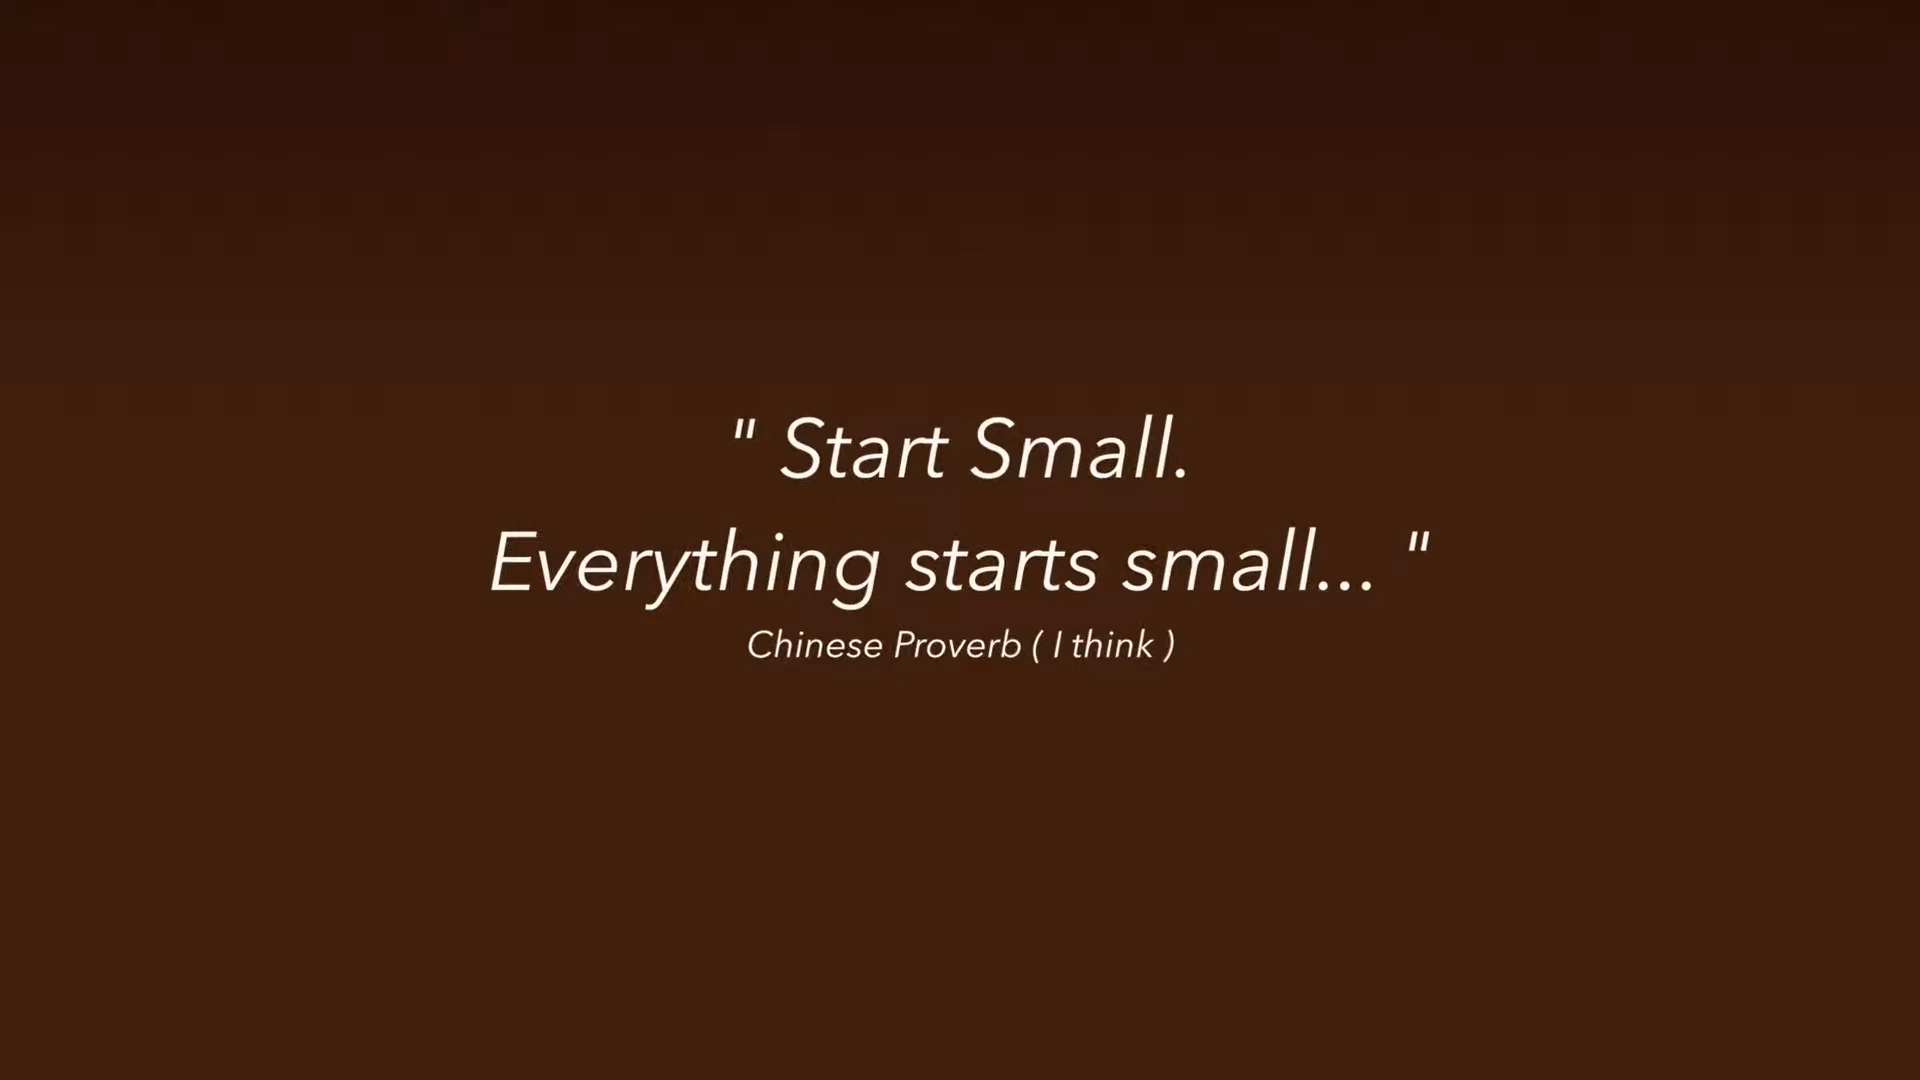 " Start Small.
Everything starts small... "
Chinese Proverb ( I think )